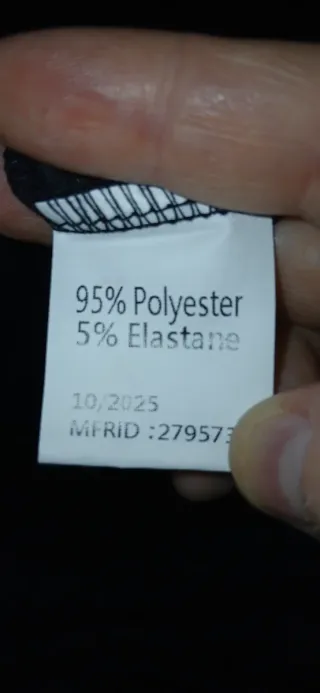 95% Polyester
5% Elastane
10/2025
MFRID :279573